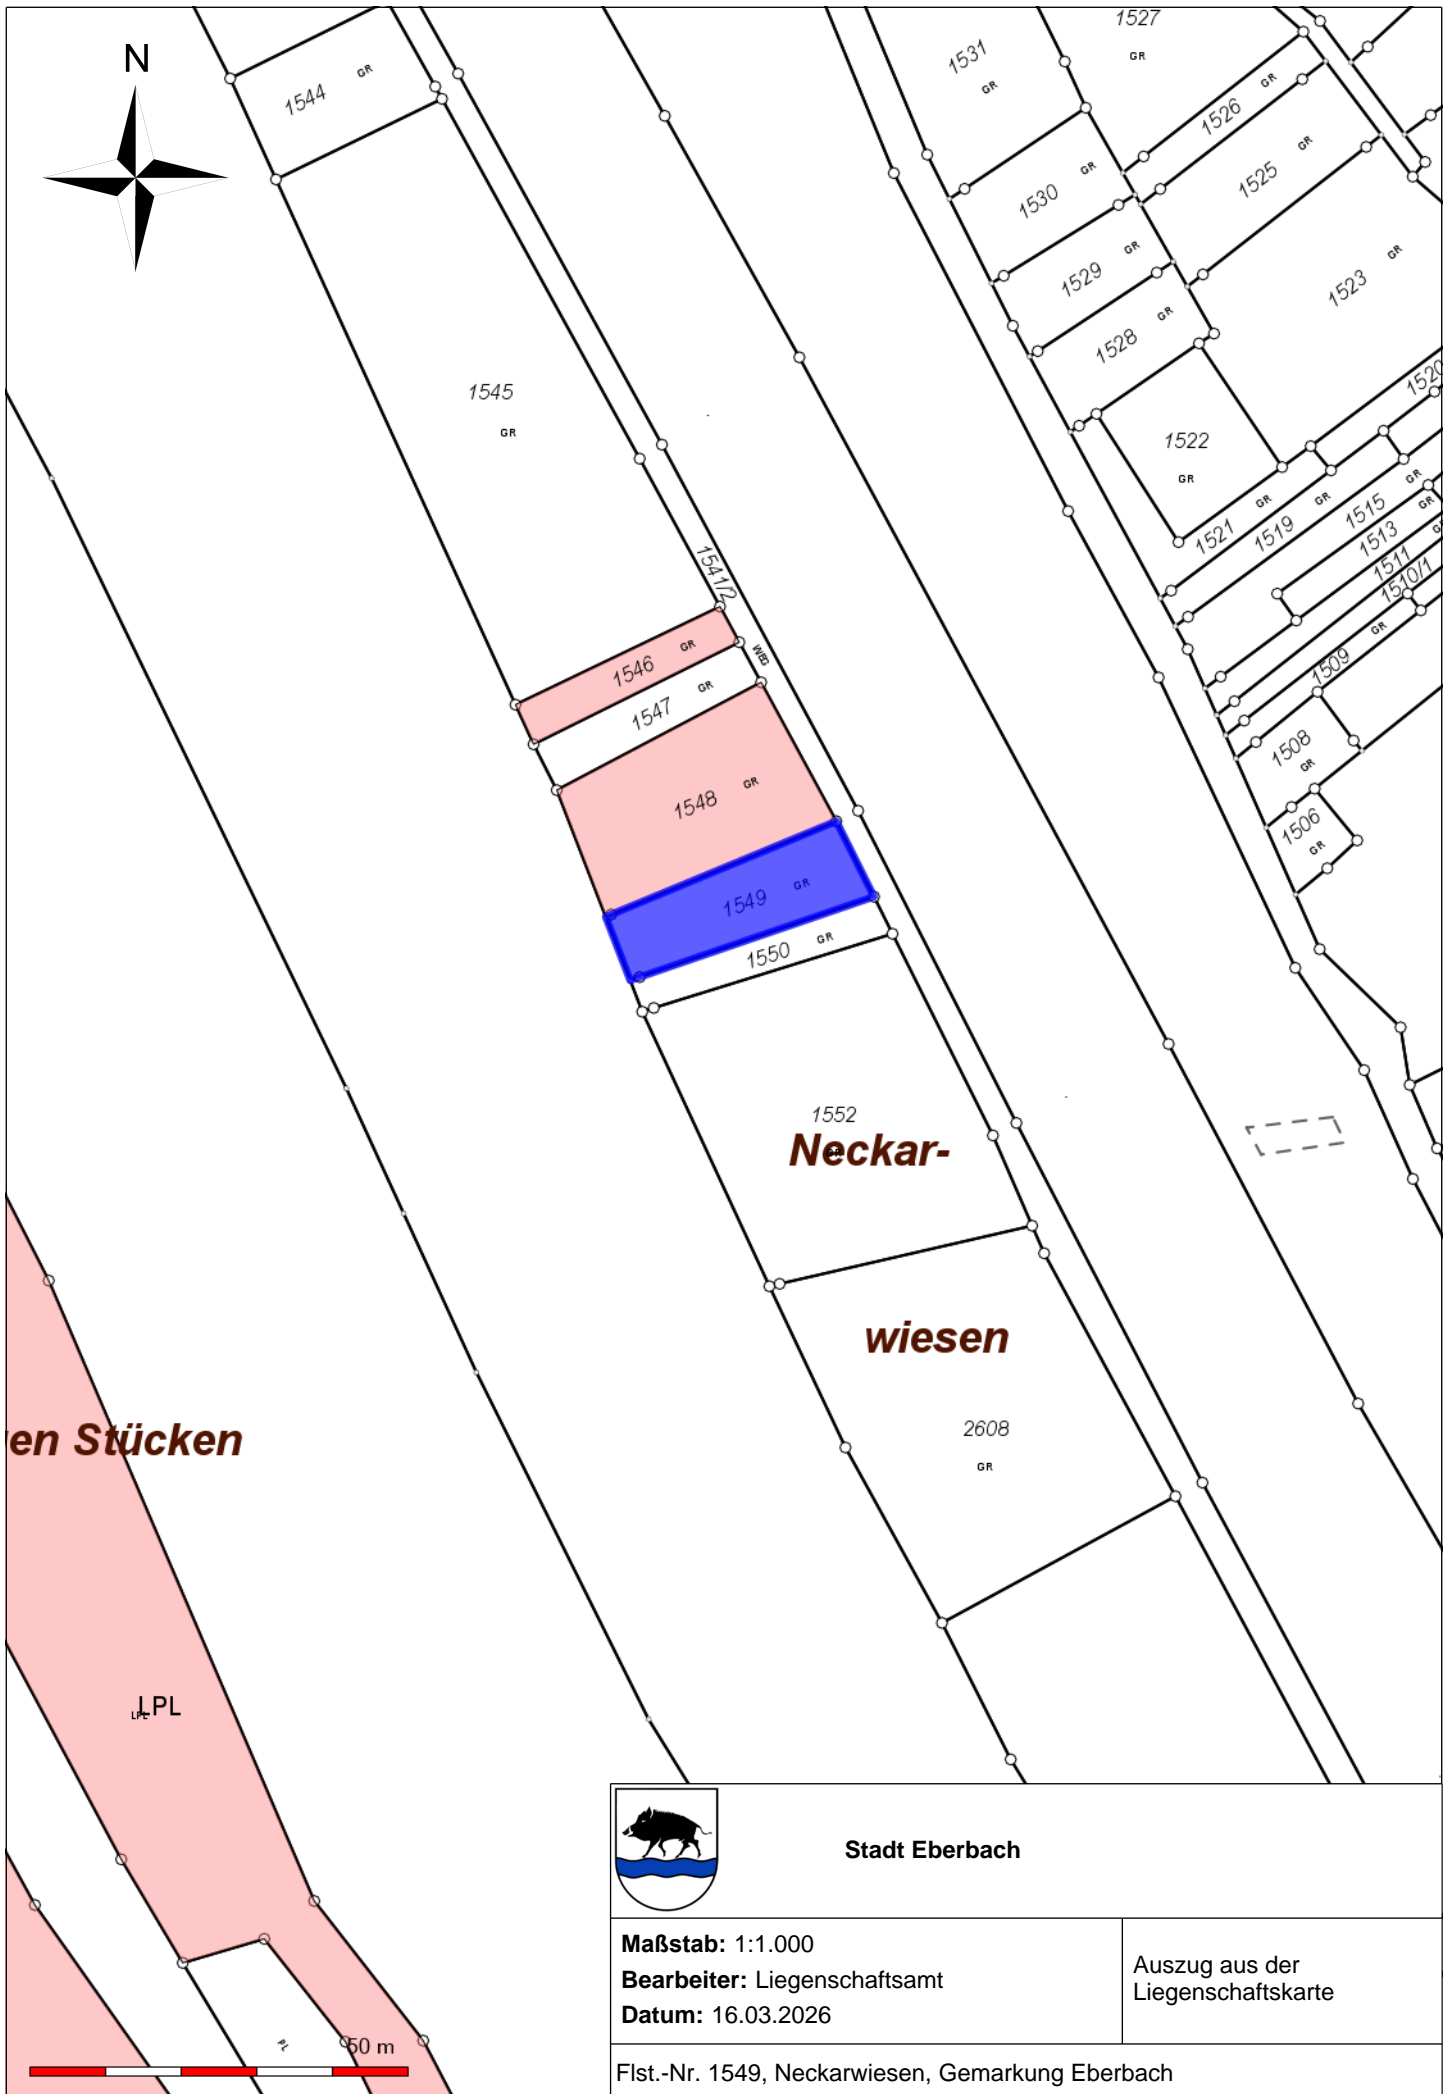 N
1527
GR
1531
GR
1544
GR
1526
GR
1525
GR
1530
GR
1529
GR
1523
GR
1528
GR
1545
GR
1522
GR
1520
1521
GR
1519
GR
1515
GR
1513
GR
1511
1510/1
GR
1509
1541/2
WEG
1546
GR
1547
GR
1548
GR
1508
GR
1506
GR
1549
GR
1550
GR
1552
Neckar-
wiesen
2608
GR
en Stücken
LPL
LPL
PL
50 m
Stadt Eberbach
Maßstab: 1:1.000
Bearbeiter: Liegenschaftsamt
Datum: 16.03.2026
Auszug aus der
Liegenschaftskarte
Flst.-Nr. 1549, Neckarwiesen, Gemarkung Eberbach